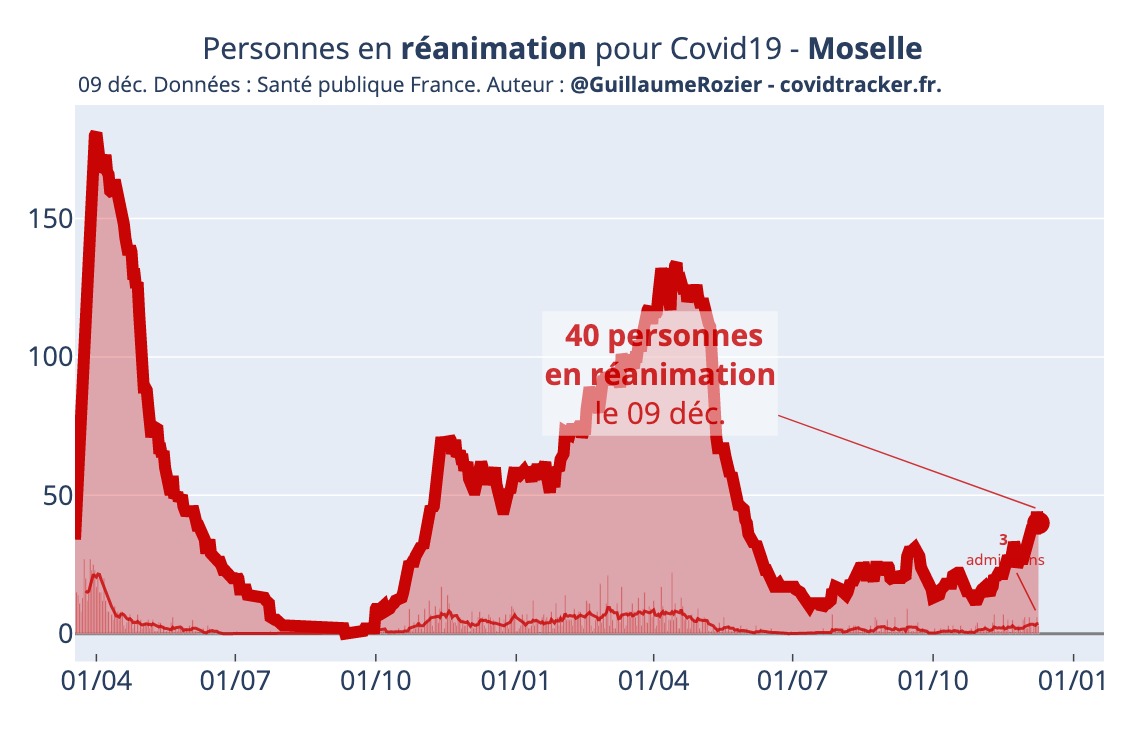 Personnes en réanimation pour Covid19 - Moselle
09 déc. Données : Santé publique France. Auteur : @GuillaumeRozier - covidtracker.fr.
150
100
50
0
40 personnes
en réanimation
le 09 déc.
3
admissions
01/04
01/07
01/10
01/01
01/04
01/07
01/10
01/01